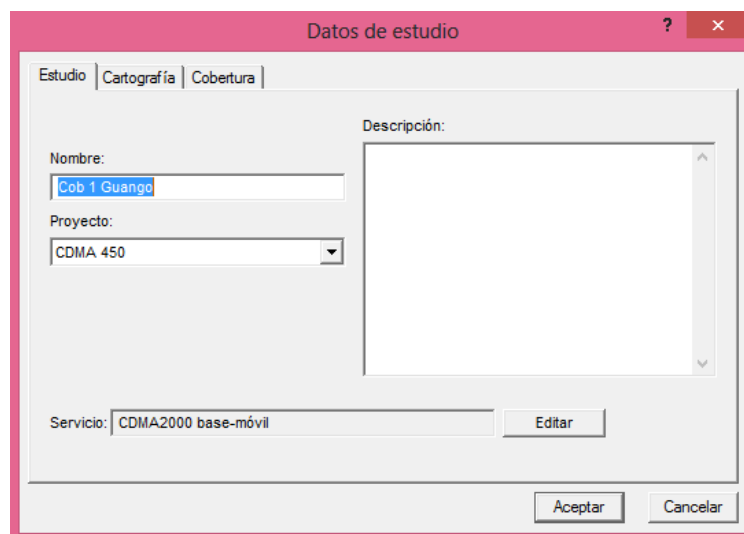 Datos de estudio
?
×
Estudio
Cartografía
Cobertura
Descripción:
Nombre:
Cob 1 Guango
Proyecto:
CDMA 450
Servicio: CDMA2000 base-móvil
Editar
Aceptar
Cancelar